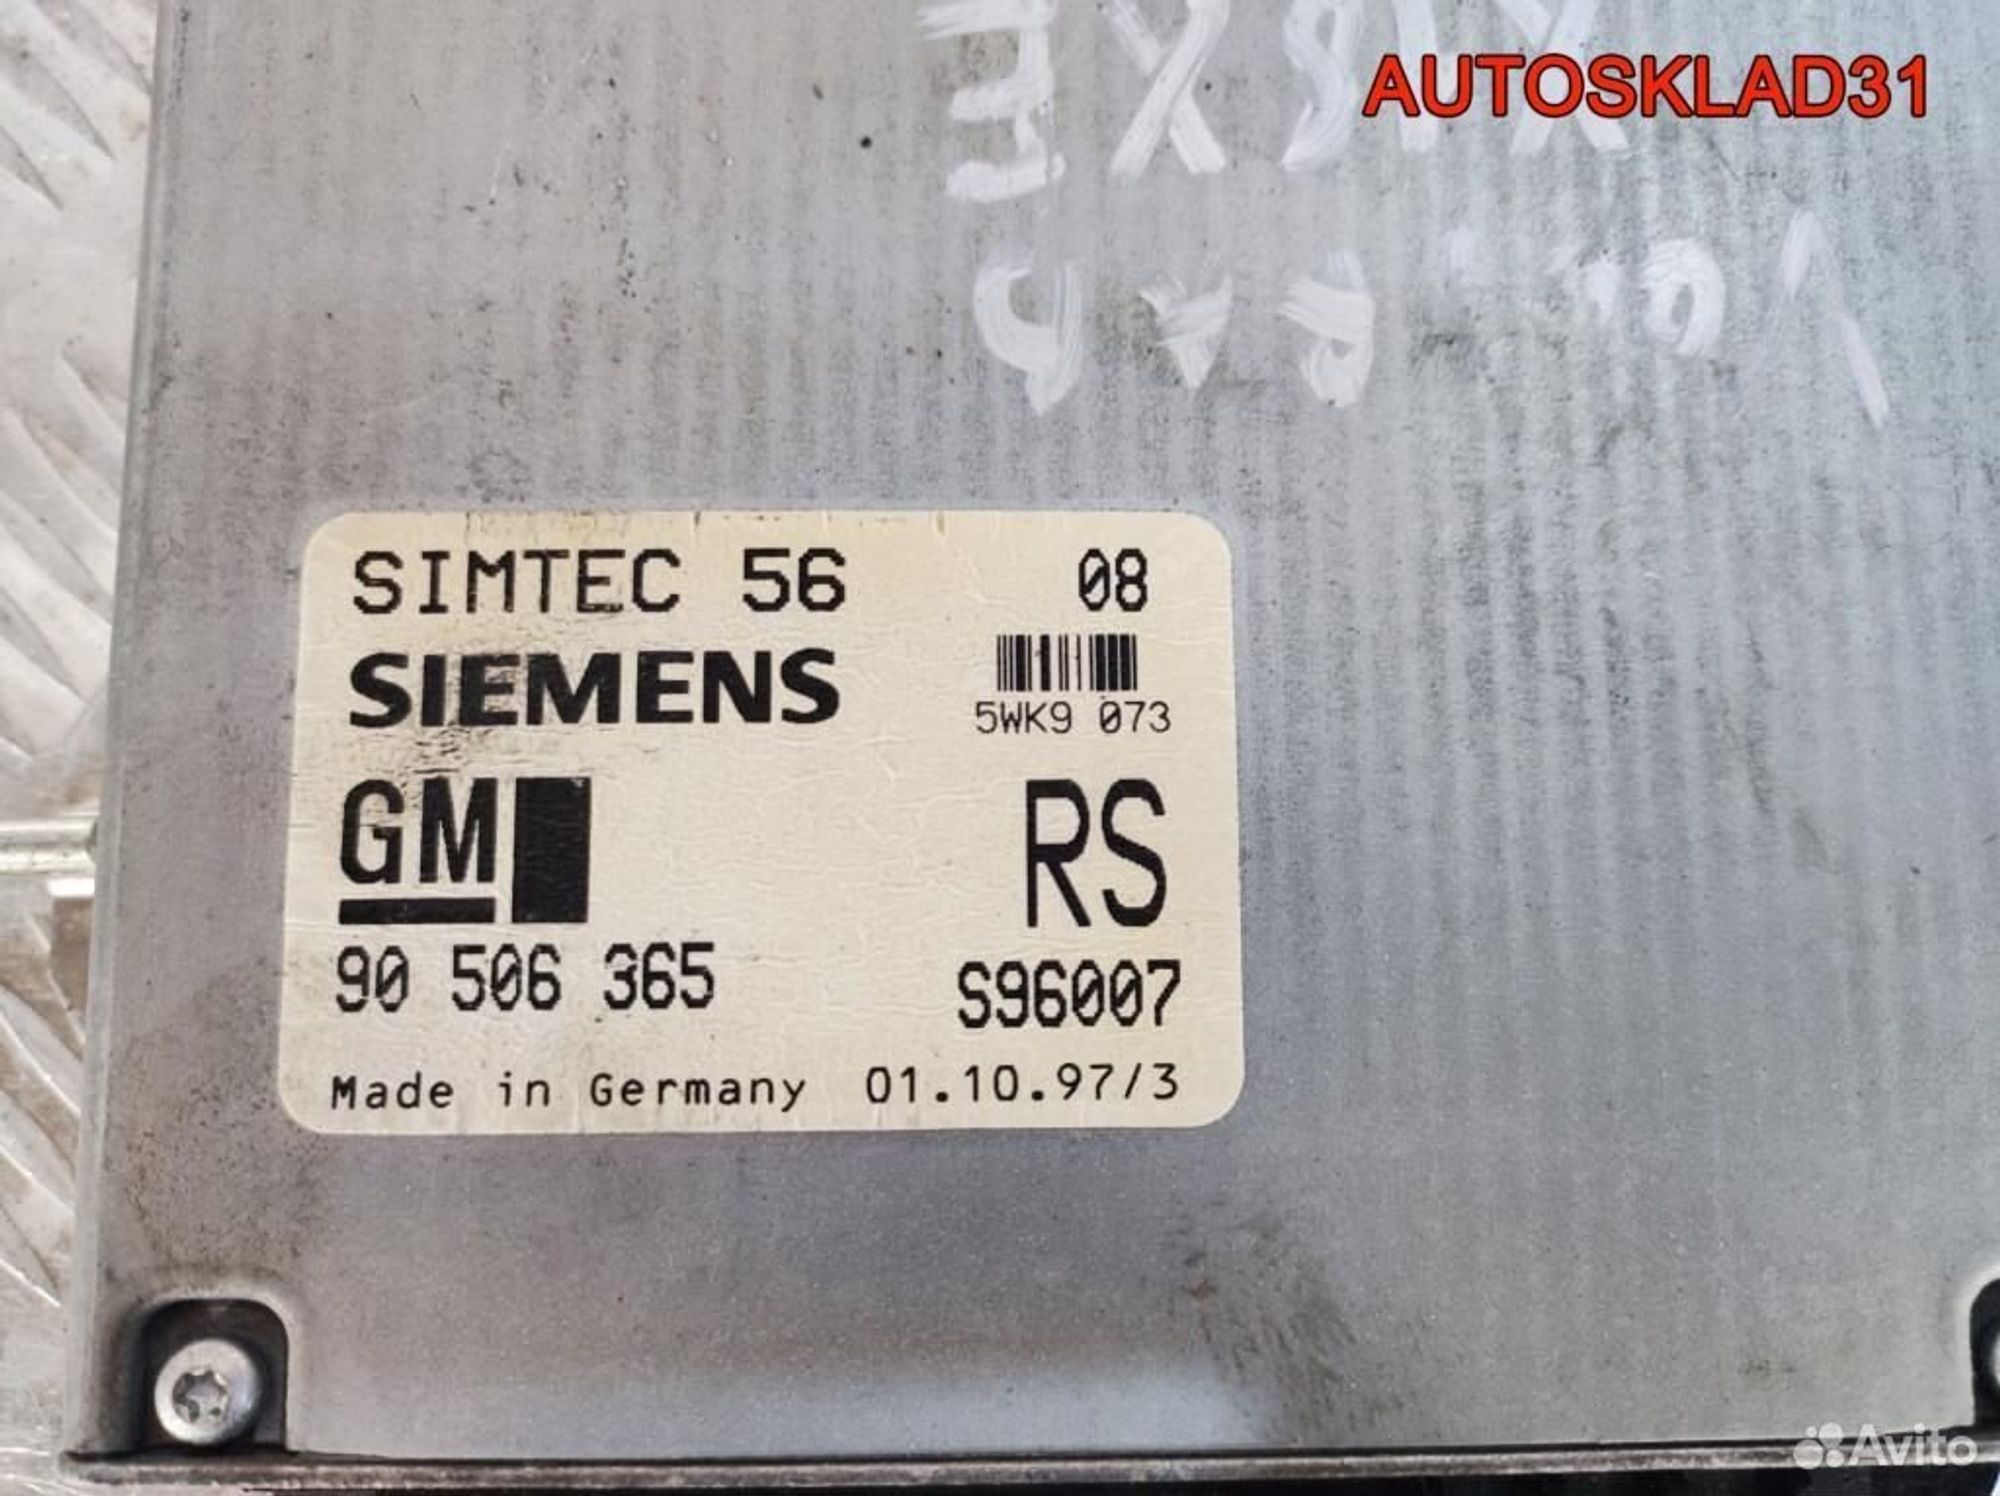 AUTOSKLAD31
X18XE
SIMTEC 56 08
SIEMENS
5WK9 073
GM
RS
90 506 365 S96007
Made in Germany 01.10.97/3
Avito